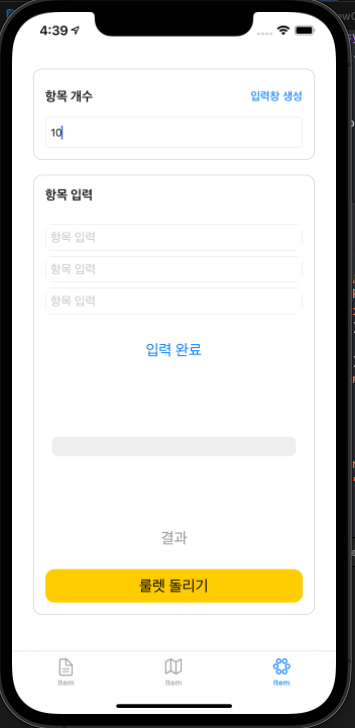 4:39
항목 개수
입력창 생성
10
항목 입력
항목 입력
항목 입력
항목 입력
입력 완료
결과
룰렛 돌리기
Item
Item
Item